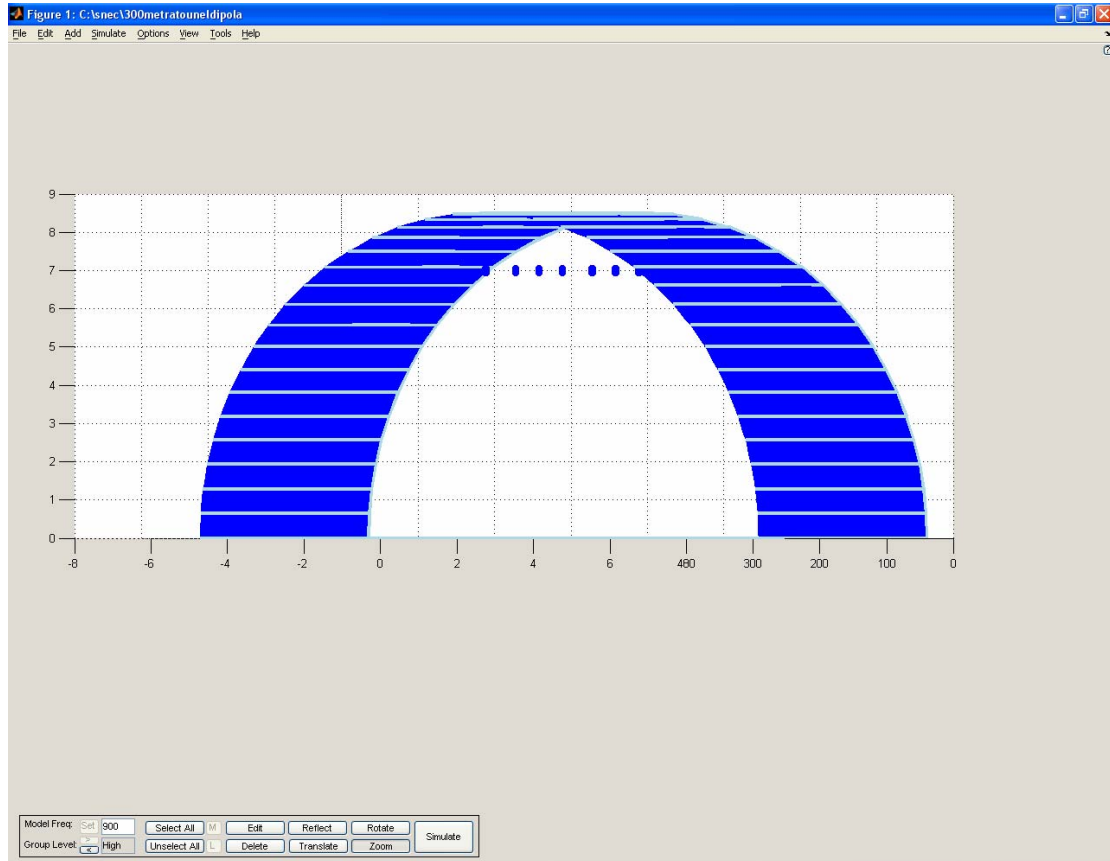 Figure 1: C:\snec\300metratouneldipola
File Edit Add Simulate Options View Tools Help
9
8
7
6
5
4
3
2
1
0
-8 -6 -4 -2 0 2 4 6 400 300 200 100 0
Model Freq: Set 900 Select All M Edit Reflect Rotate Simulate
Group Level: > < High Unselect All L Delete Translate Zoom